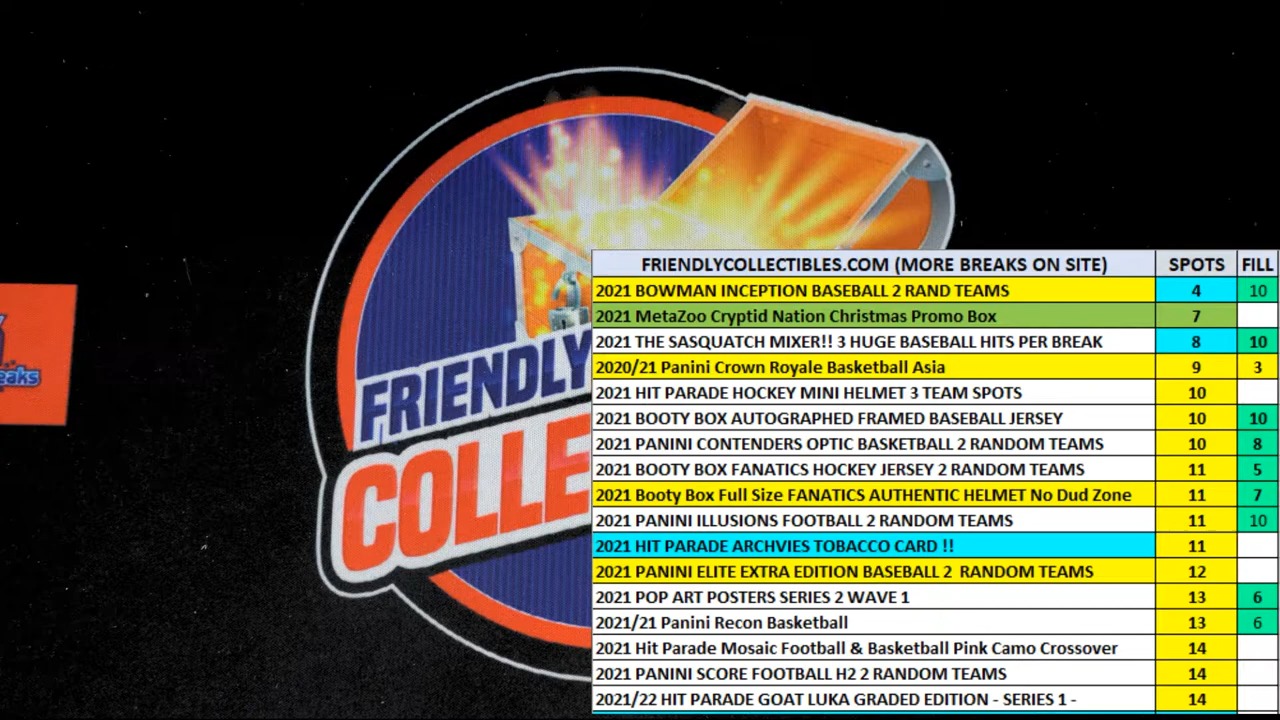 FRIENDLY
COLLE
eaks
FRIENDLYCOLLECTIBLES.COM (MORE BREAKS ON SITE) SPOTS FILL
2021 BOWMAN INCEPTION BASEBALL 2 RAND TEAMS 4 10
2021 MetaZoo Cryptid Nation Christmas Promo Box 7
2021 THE SASQUATCH MIXER!! 3 HUGE BASEBALL HITS PER BREAK 8 10
2020/21 Panini Crown Royale Basketball Asia 9 3
2021 HIT PARADE HOCKEY MINI HELMET 3 TEAM SPOTS 10
2021 BOOTY BOX AUTOGRAPHED FRAMED BASEBALL JERSEY 10 10
2021 PANINI CONTENDERS OPTIC BASKETBALL 2 RANDOM TEAMS 10 8
2021 BOOTY BOX FANATICS HOCKEY JERSEY 2 RANDOM TEAMS 11 5
2021 Booty Box Full Size FANATICS AUTHENTIC HELMET No Dud Zone 11 7
2021 PANINI ILLUSIONS FOOTBALL 2 RANDOM TEAMS 11 10
2021 HIT PARADE ARCHVIES TOBACCO CARD !! 11
2021 PANINI ELITE EXTRA EDITION BASEBALL 2 RANDOM TEAMS 12
2021 POP ART POSTERS SERIES 2 WAVE 1 13 6
2021/21 Panini Recon Basketball 13 6
2021 Hit Parade Mosaic Football & Basketball Pink Camo Crossover 14
2021 PANINI SCORE FOOTBALL H2 2 RANDOM TEAMS 14
2021/22 HIT PARADE GOAT LUKA GRADED EDITION - SERIES 1 - 14